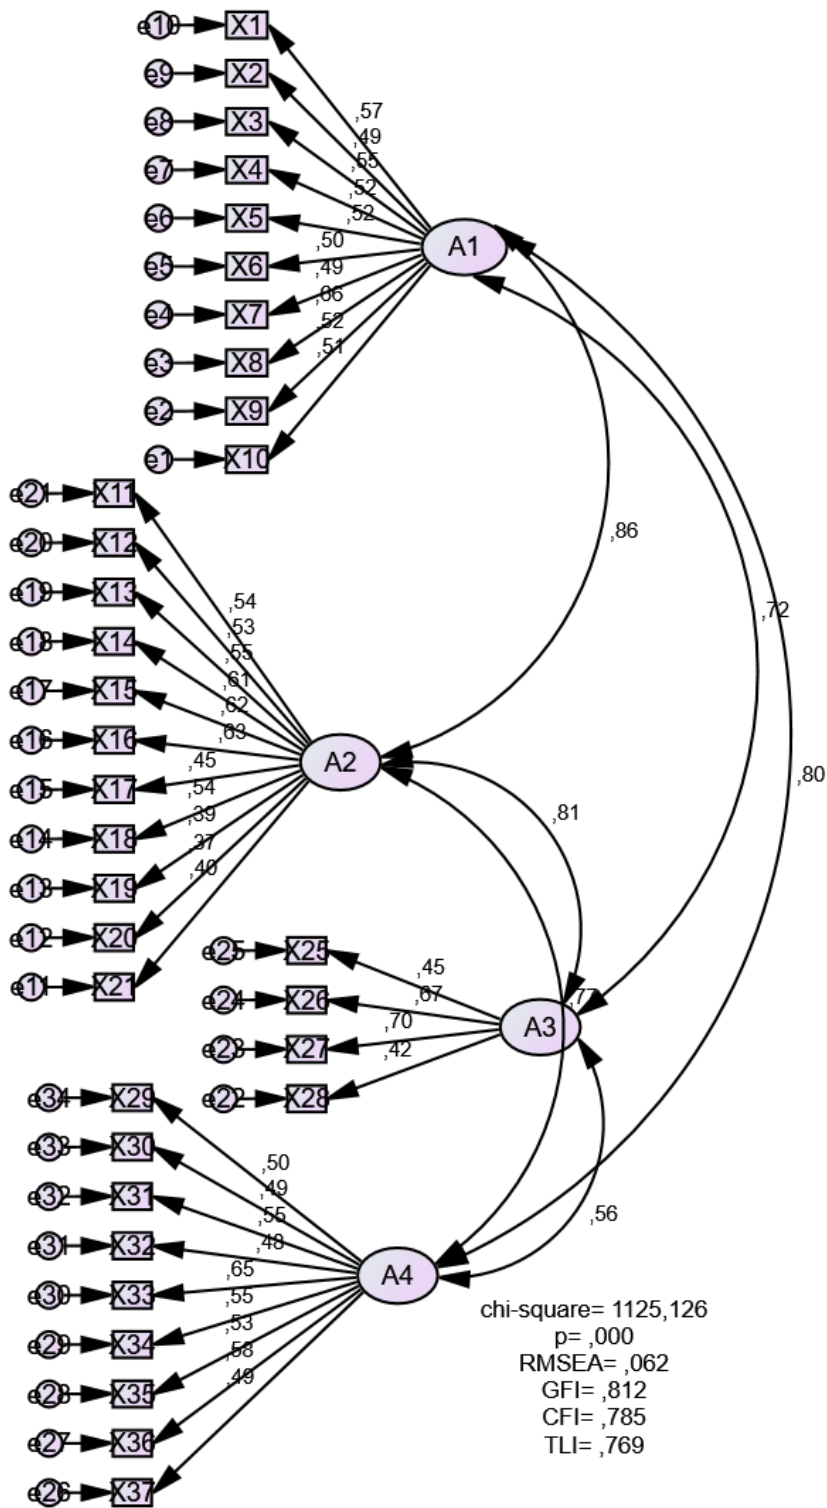 e10 X1
e9 X2
e8 X3
e7 X4
e6 X5
e5 X6
e4 X7
e3 X8
e2 X9
e1 X10
,57
,49
,55
,52
,52
,50
,49
,66
,52
,51
A1
e21 X11
e20 X12
e19 X13
e18 X14
e17 X15
e16 X16
e15 X17
e14 X18
e13 X19
e12 X20
e11 X21
,54
,53
,55
,61
,62
,63
,45
,54
,39
,37
,40
A2
,86
,72
,80
,81
e25 X25
e24 X26
e23 X27
e22 X28
,45
,67
,70
,42
A3
,77
e34 X29
e33 X30
e32 X31
e31 X32
e30 X33
e29 X34
e28 X35
e27 X36
e26 X37
,50
,49
,55
,48
,65
,55
,53
,58
,49
A4
,56
chi-square= 1125,126
p= ,000
RMSEA= ,062
GFI= ,812
CFI= ,785
TLI= ,769